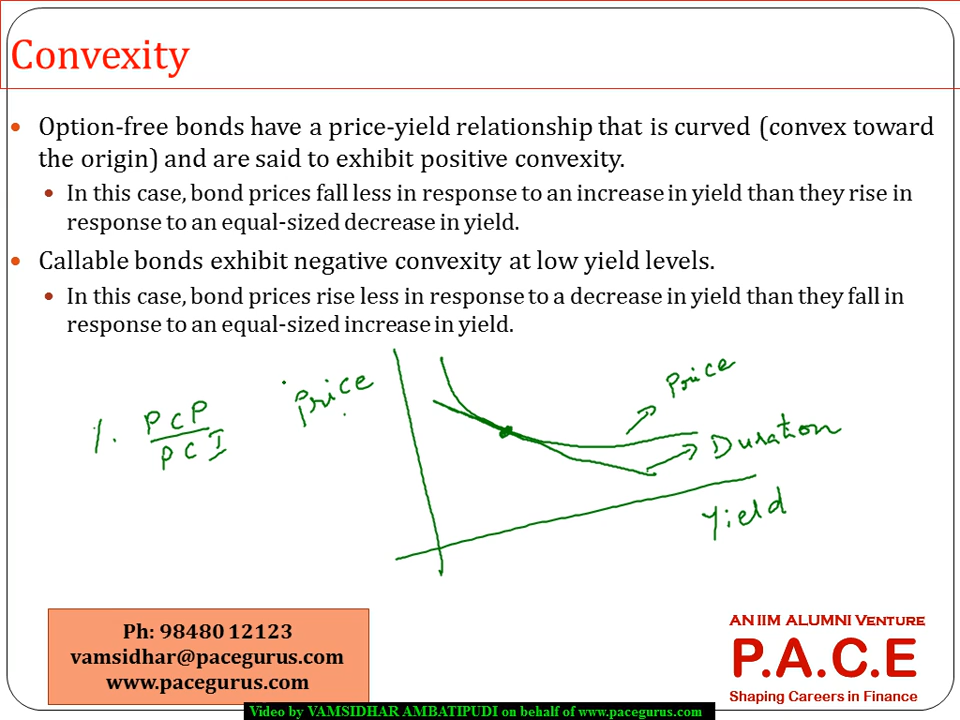 Convexity
Option-free bonds have a price-yield relationship that is curved (convex toward
the origin) and are said to exhibit positive convexity.
In this case, bond prices fall less in response to an increase in yield than they rise in
response to an equal-sized decrease in yield.
Callable bonds exhibit negative convexity at low yield levels.
In this case, bond prices rise less in response to a decrease in yield than they fall in
response to an equal-sized increase in yield.
Price
Price
%. PCP
PCI
Duration
Yield
Ph: 98480 12123
vamsidhar@pacegurus.com
www.pacegurus.com
AN IIM ALUMNI VENTURE
P.A.C.E
Shaping Careers in Finance
Video by VAMSIDHAR AMBATIPUDI on behalf of www.pacegurus.com